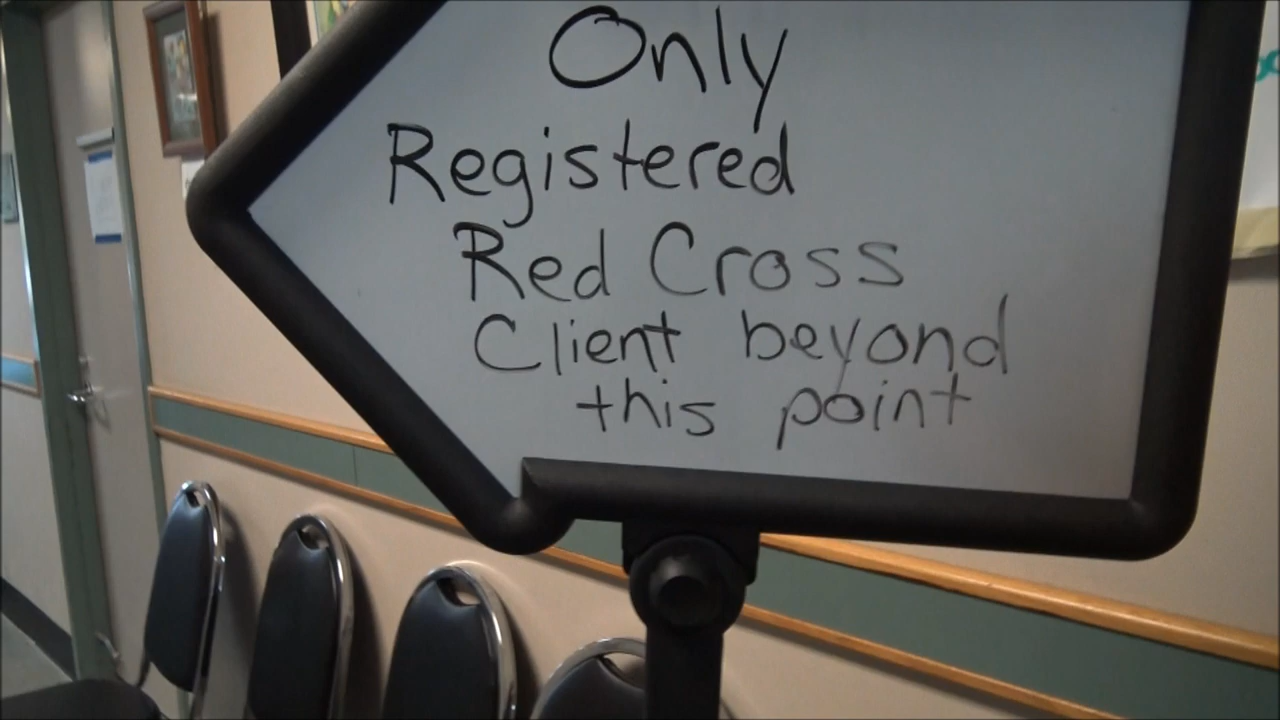 Only
Registered
Red Cross
Client beyond
this point